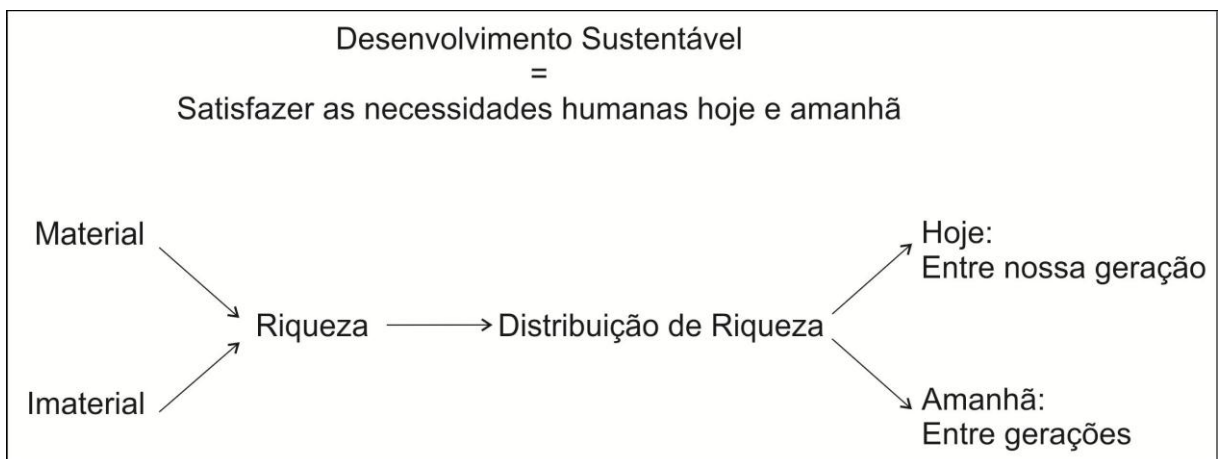 Desenvolvimento Sustentável
=
Satisfazer as necessidades humanas hoje e amanhã
Material
Imaterial
Riqueza
Distribuição de Riqueza
Hoje:
Entre nossa geração
Amanhã:
Entre gerações